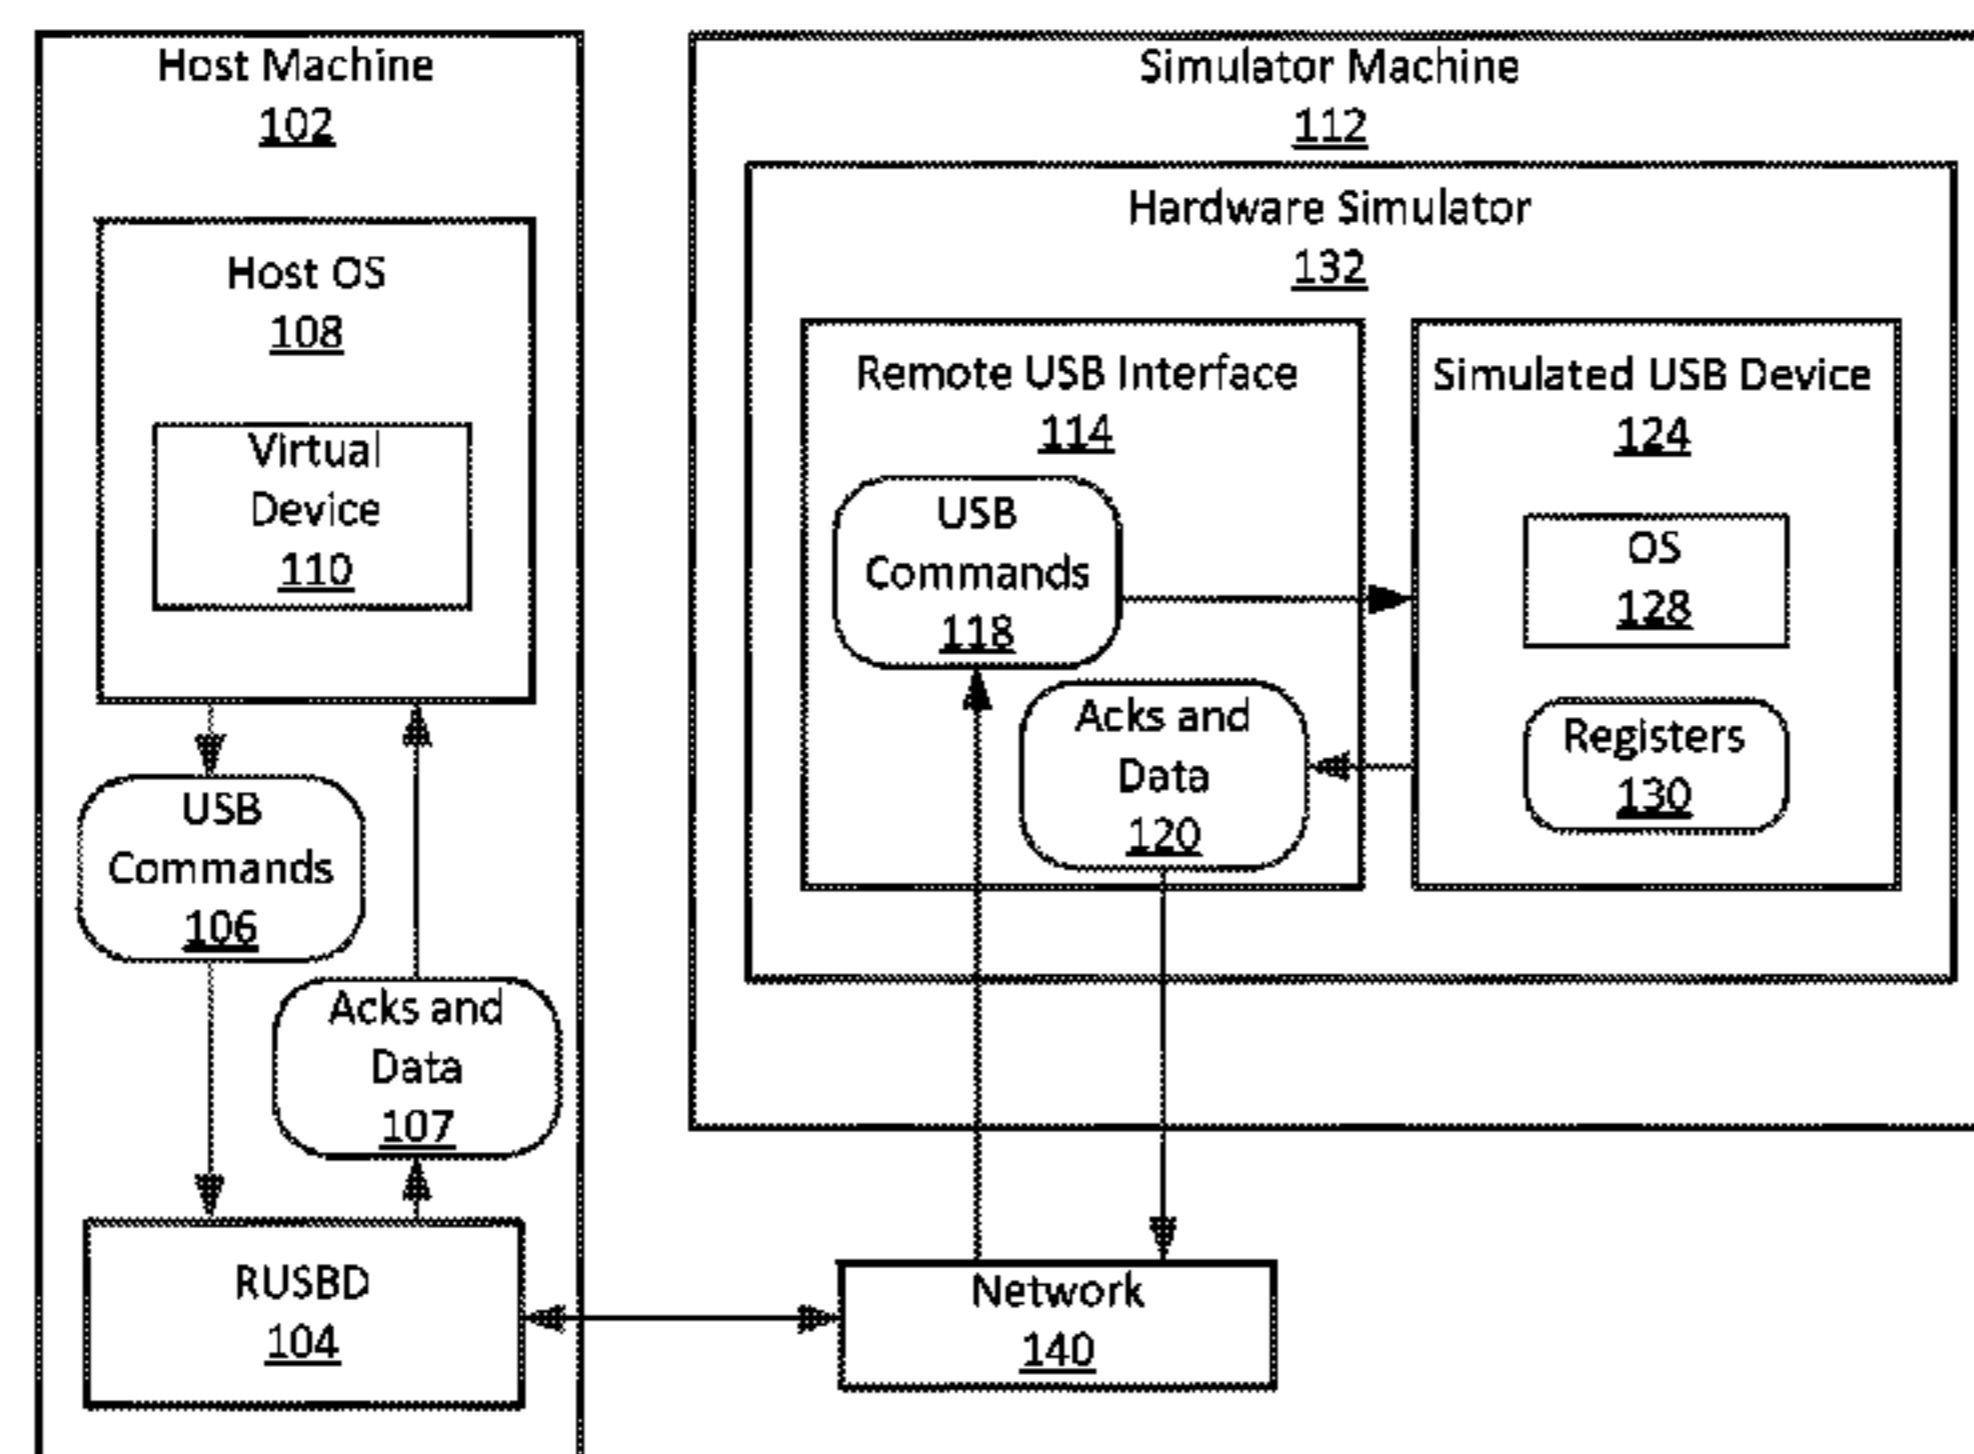 Host Machine
102
Host OS
108
Virtual
Device
110
USB
Commands
106
Acks and
Data
107
RUSBD
104
Simulator Machine
112
Hardware Simulator
132
Remote USB Interface
114
USB
Commands
118
Acks and
Data
120
Simulated USB Device
124
OS
128
Registers
130
Network
140